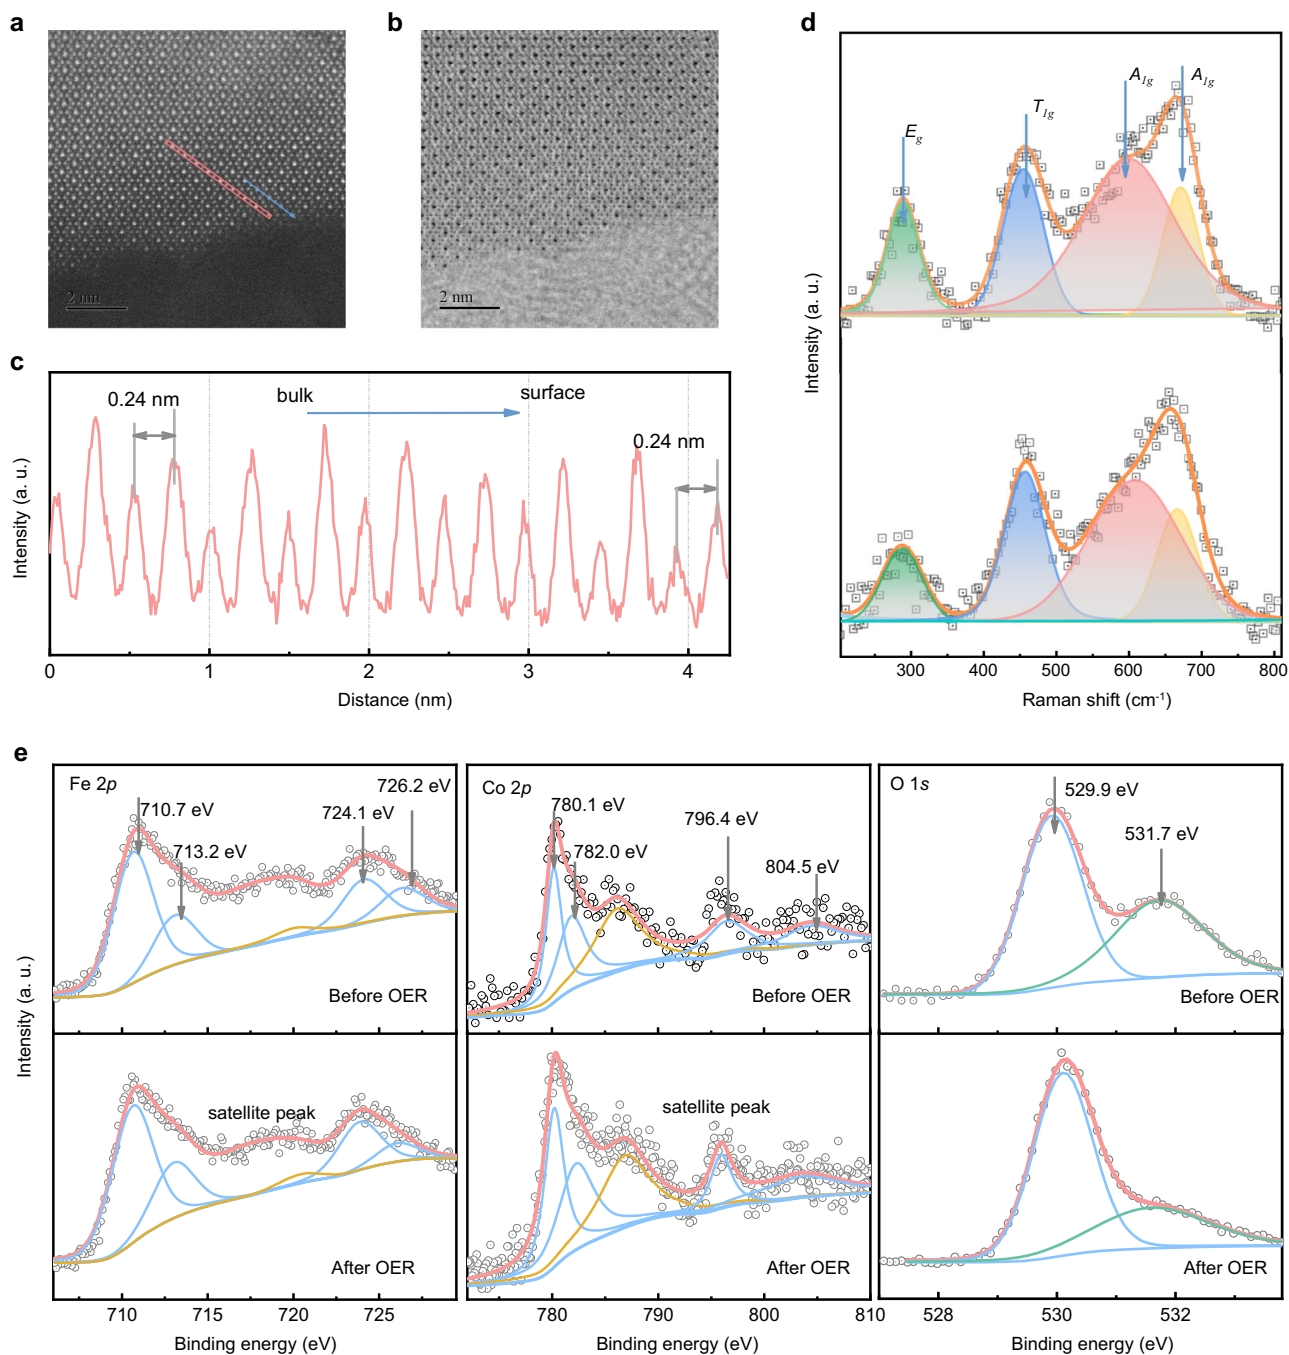 a
2 nm
b
2 nm
c
0.24 nm
bulk
surface
0.24 nm
Intensity (a. u.)
0
1
2
3
4
Distance (nm)
d
E_g
T_1g
A_1g
A_1g
Intensity (a. u.)
300
400
500
600
700
800
Raman shift (cm⁻¹)
e
Fe 2p
710.7 eV
713.2 eV
724.1 eV
726.2 eV
Before OER
Co 2p
780.1 eV
782.0 eV
796.4 eV
804.5 eV
Before OER
O 1s
529.9 eV
531.7 eV
Before OER
Intensity (a. u.)
satellite peak
After OER
710
715
720
725
Binding energy (eV)
satellite peak
After OER
780
790
800
810
Binding energy (eV)
After OER
528
530
532
Binding energy (eV)